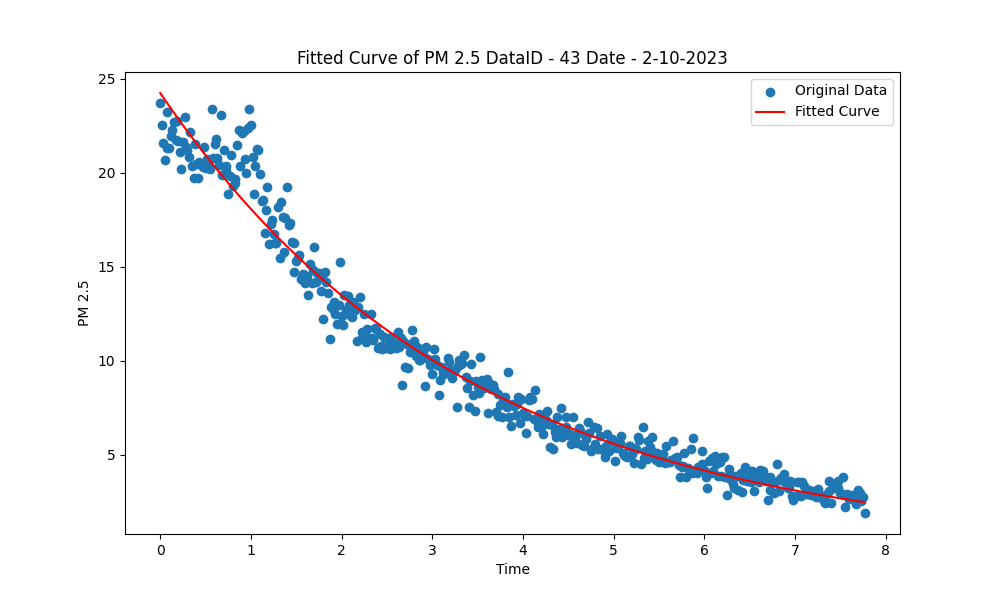 Fitted Curve of PM 2.5 DataID - 43 Date - 2-10-2023
Original Data
Fitted Curve
25
20
15
10
5
PM 2.5
0 1 2 3 4 5 6 7 8
Time